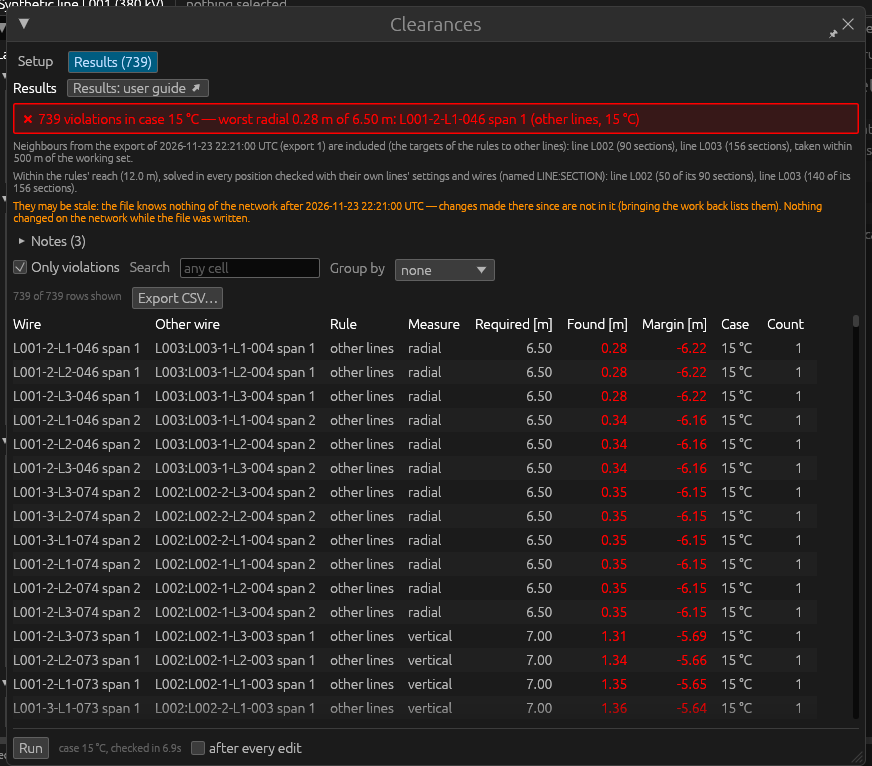 Synthetic line L001 (380 kV)
nothing selected
Clearances
Setup
Results (739)
Results
Results: user guide
739 violations in case 15 °C — worst radial 0.28 m of 6.50 m: L001-2-L1-046 span 1 (other lines, 15 °C)
Neighbours from the export of 2026-11-23 22:21:00 UTC (export 1) are included (the targets of the rules to other lines): line L002 (90 sections), line L003 (156 sections), taken within
500 m of the working set.
Within the rules' reach (12.0 m), solved in every position checked with their own lines' settings and wires (named LINE:SECTION): line L002 (50 of its 90 sections), line L003 (140 of its
156 sections).
They may be stale: the file knows nothing of the network after 2026-11-23 22:21:00 UTC — changes made there since are not in it (bringing the work back lists them). Nothing
changed on the network while the file was written.
Notes (3)
Only violations Search any cell Group by none
739 of 739 rows shown Export CSV...
Wire Other wire Rule Measure Required [m] Found [m] Margin [m] Case Count
L001-2-L1-046 span 1 L003:L003-1-L1-004 span 1 other lines radial 6.50 0.28 -6.22 15 °C 1
L001-2-L2-046 span 1 L003:L003-1-L2-004 span 1 other lines radial 6.50 0.28 -6.22 15 °C 1
L001-2-L3-046 span 1 L003:L003-1-L3-004 span 1 other lines radial 6.50 0.28 -6.22 15 °C 1
L001-2-L1-046 span 2 L003:L003-1-L1-004 span 2 other lines radial 6.50 0.34 -6.16 15 °C 1
L001-2-L2-046 span 2 L003:L003-1-L2-004 span 2 other lines radial 6.50 0.34 -6.16 15 °C 1
L001-2-L3-046 span 2 L003:L003-1-L3-004 span 2 other lines radial 6.50 0.34 -6.16 15 °C 1
L001-3-L3-074 span 2 L002:L002-2-L3-004 span 2 other lines radial 6.50 0.35 -6.15 15 °C 1
L001-3-L2-074 span 2 L002:L002-2-L2-004 span 2 other lines radial 6.50 0.35 -6.15 15 °C 1
L001-3-L1-074 span 2 L002:L002-2-L1-004 span 2 other lines radial 6.50 0.35 -6.15 15 °C 1
L001-2-L1-074 span 2 L002:L002-1-L1-004 span 2 other lines radial 6.50 0.35 -6.15 15 °C 1
L001-2-L2-074 span 2 L002:L002-1-L2-004 span 2 other lines radial 6.50 0.35 -6.15 15 °C 1
L001-2-L3-074 span 2 L002:L002-1-L3-004 span 2 other lines radial 6.50 0.35 -6.15 15 °C 1
L001-2-L3-073 span 1 L002:L002-1-L3-003 span 1 other lines vertical 7.00 1.31 -5.69 15 °C 1
L001-2-L2-073 span 1 L002:L002-1-L2-003 span 1 other lines vertical 7.00 1.34 -5.66 15 °C 1
L001-2-L1-073 span 1 L002:L002-1-L1-003 span 1 other lines vertical 7.00 1.35 -5.65 15 °C 1
L001-3-L1-073 span 1 L002:L002-2-L1-003 span 1 other lines vertical 7.00 1.36 -5.64 15 °C 1
Run case 15 °C, checked in 6.9s after every edit